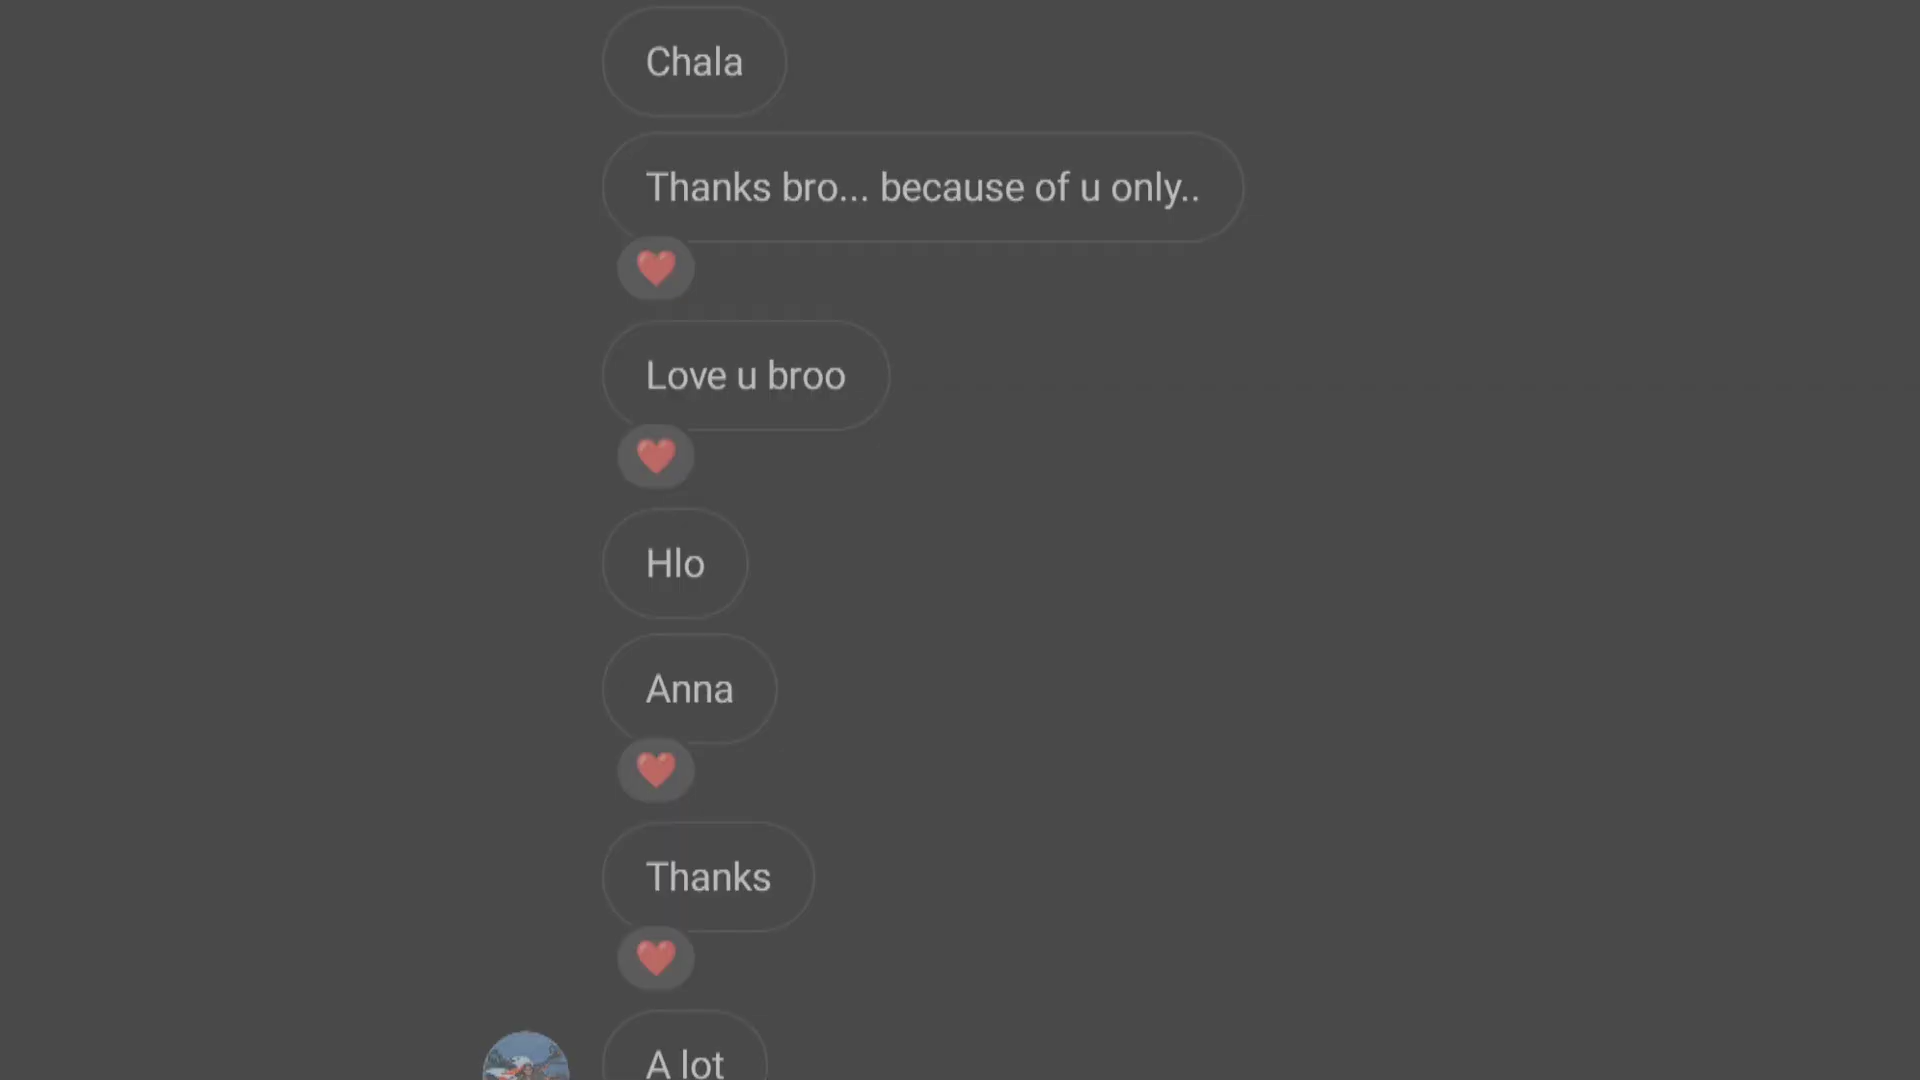 Chala
Thanks bro... because of u only..
Love u broo
Hlo
Anna
Thanks
A lot